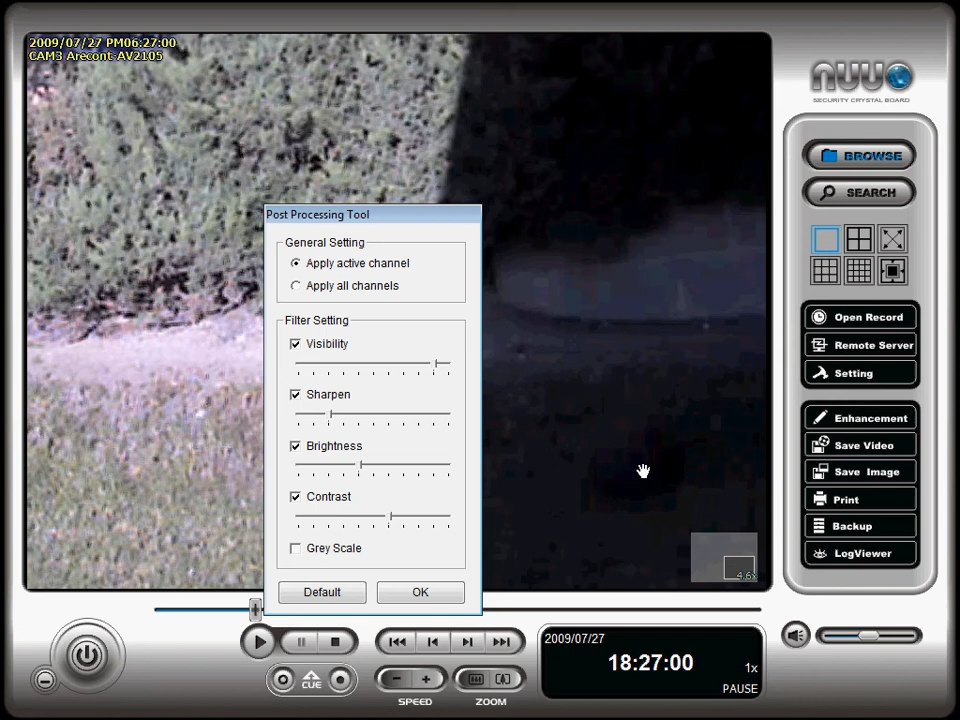 2009/07/27 PM06:27:00
CAM3 Arecont-AV2105
nuuo
SECURITY CRYSTAL BOARD
BROWSE
SEARCH
Post Processing Tool
General Setting
Apply active channel
Apply all channels
Filter Setting
Visibility
Sharpen
Brightness
Contrast
Grey Scale
Default
OK
Open Record
Remote Server
Setting
Enhancement
Save Video
Save Image
Print
Backup
LogViewer
4.6x
CUE
SPEED
ZOOM
2009/07/27
18:27:00
1x
PAUSE